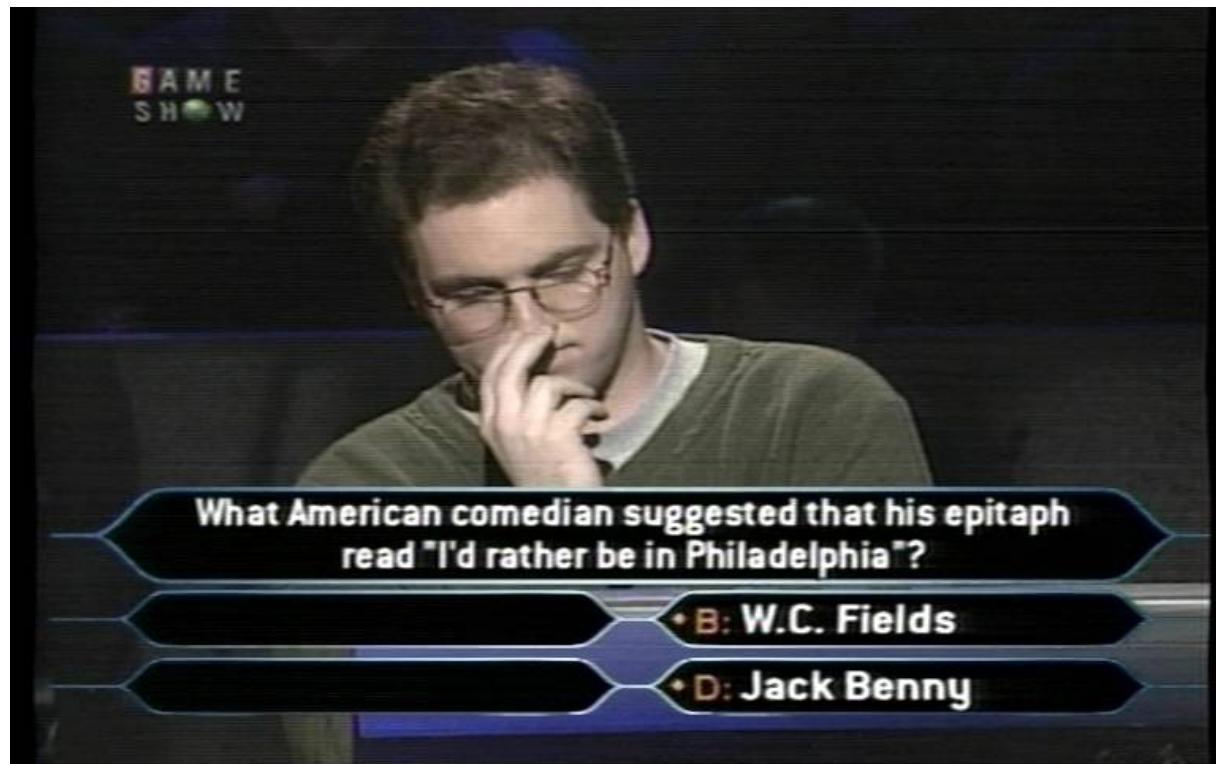 GAME
SHOW
What American comedian suggested that his epitaph
read "I'd rather be in Philadelphia"?
B: W.C. Fields
D: Jack Benny